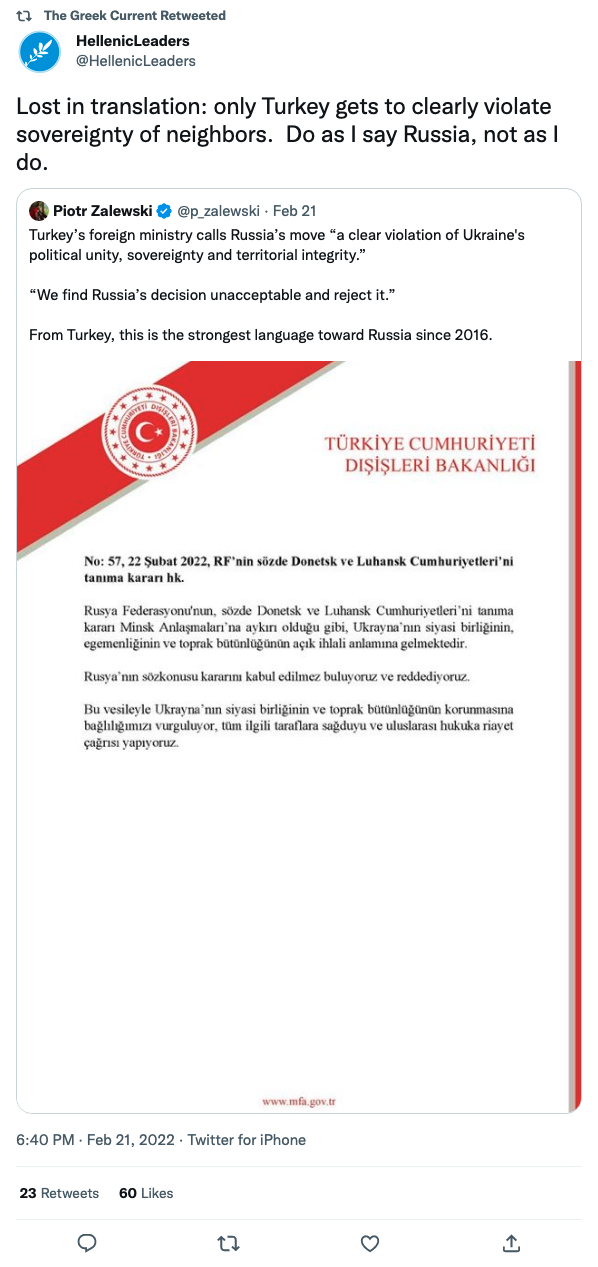 The Greek Current Retweeted
HellenicLeaders
@HellenicLeaders
Lost in translation: only Turkey gets to clearly violate
sovereignty of neighbors.  Do as I say Russia, not as I
do.
Piotr Zalewski @p_zalewski · Feb 21
Turkey’s foreign ministry calls Russia’s move “a clear violation of Ukraine's
political unity, sovereignty and territorial integrity.”
“We find Russia’s decision unacceptable and reject it.”
From Turkey, this is the strongest language toward Russia since 2016.
TÜRKİYE CUMHURİYETİ
DIŞİŞLERİ BAKANLIĞI
No: 57, 22 Şubat 2022, RF’nin sözde Donetsk ve Luhansk Cumhuriyetleri’ni
tanıma kararı hk.
Rusya Federasyonu'nun, sözde Donetsk ve Luhansk Cumhuriyetleri’ni tanıma
kararı Minsk Anlaşmaları’na aykırı olduğu gibi, Ukrayna’nın siyasi birliğinin,
egemenliğinin ve toprak bütünlüğünün açık ihlali anlamına gelmektedir.
Rusya’nın sözkonusu kararını kabul edilmez buluyoruz ve reddediyoruz.
Bu vesileyle Ukrayna’nın siyasi birliğinin ve toprak bütünlüğünün korunmasına
bağlılığımızı vurguluyor, tüm ilgili taraflara sağduyu ve uluslarası hukuka riayet
çağrısı yapıyoruz.
www.mfa.gov.tr
6:40 PM · Feb 21, 2022 · Twitter for iPhone
23 Retweets 60 Likes